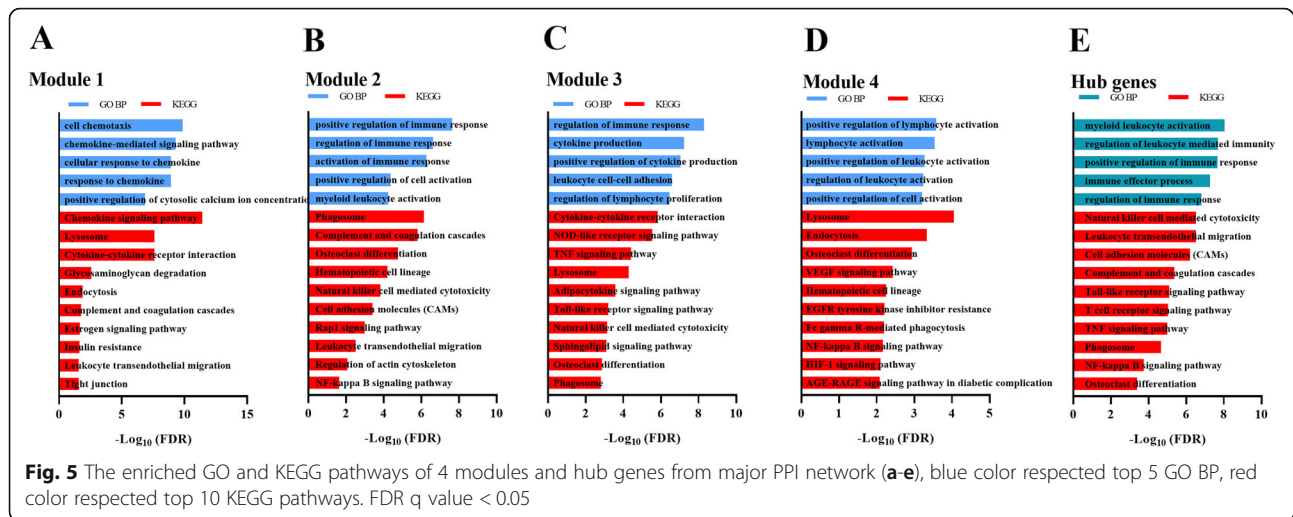 A
Module 1
GO BP KEGG
cell chemotaxis
chemokine-mediated signaling pathway
cellular response to chemokine
response to chemokine
positive regulation of cytosolic calcium ion concentratio
Chemokine signaling pathway
Lysosome
Cytokine-cytokine receptor interaction
Glycosaminoglycan degradation
Endocytosis
Complement and coagulation cascades
Estrogen signaling pathway
Insulin resistance
Leukocyte transendothelial migration
Tight junction
0 5 10 15
-Log10 (FDR)
B
Module 2
GO BP KEGG
positive regulation of immune response
regulation of immune response
activation of immune response
positive regulation of cell activation
myeloid leukocyte activation
Phagosome
Complement and coagulation cascades
Osteoclast differentiation
Hematopoietic cell lineage
Natural killer cell mediated cytotoxicity
Cell adhesion molecules (CAMs)
Rap1 signaling pathway
Leukocyte transendothelial migration
Regulation of actin cytoskeleton
NF-kappa B signaling pathway
0 2 4 6 8 10
-Log10 (FDR)
C
Module 3
GO BP KEGG
regulation of immune response
cytokine production
positive regulation of cytokine production
leukocyte cell-cell adhesion
regulation of lymphocyte proliferation
Cytokine-cytokine receptor interaction
NOD-like receptor signaling pathway
TNF signaling pathway
Lysosome
Adipocytokine signaling pathway
Toll-like receptor signaling pathway
Natural killer cell mediated cytotoxicity
Sphingolipid signaling pathway
Osteoclast differentiation
Phagosome
0 2 4 6 8 10
-Log10 (FDR)
D
Module 4
GO BP KEGG
positive regulation of lymphocyte activation
lymphocyte activation
positive regulation of leukocyte activation
regulation of leukocyte activation
positive regulation of cell activation
Lysosome
Endocytosis
Osteoclast differentiation
VEGF signaling pathway
Hematopoietic cell lineage
EGFR tyrosine kinase inhibitor resistance
Fc gamma R-mediated phagocytosis
NF-kappa B signaling pathway
HIF-1 signaling pathway
AGE-RAGE signaling pathway in diabetic complication
0 1 2 3 4 5
-Log10 (FDR)
E
Hub genes
GO BP KEGG
myeloid leukocyte activation
regulation of leukocyte mediated immunity
positive regulation of immune response
immune effector process
regulation of immune response
Natural killer cell mediated cytotoxicity
Leukocyte transendothelial migration
Cell adhesion molecules (CAMs)
Complement and coagulation cascades
Toll-like receptor signaling pathway
T cell receptor signaling pathway
TNF signaling pathway
Phagosome
NF-kappa B signaling pathway
Osteoclast differentiation
0 2 4 6 8 10
-Log10 (FDR)
Fig. 5 The enriched GO and KEGG pathways of 4 modules and hub genes from major PPI network (a-e), blue color respected top 5 GO BP, red
color respected top 10 KEGG pathways. FDR q value < 0.05